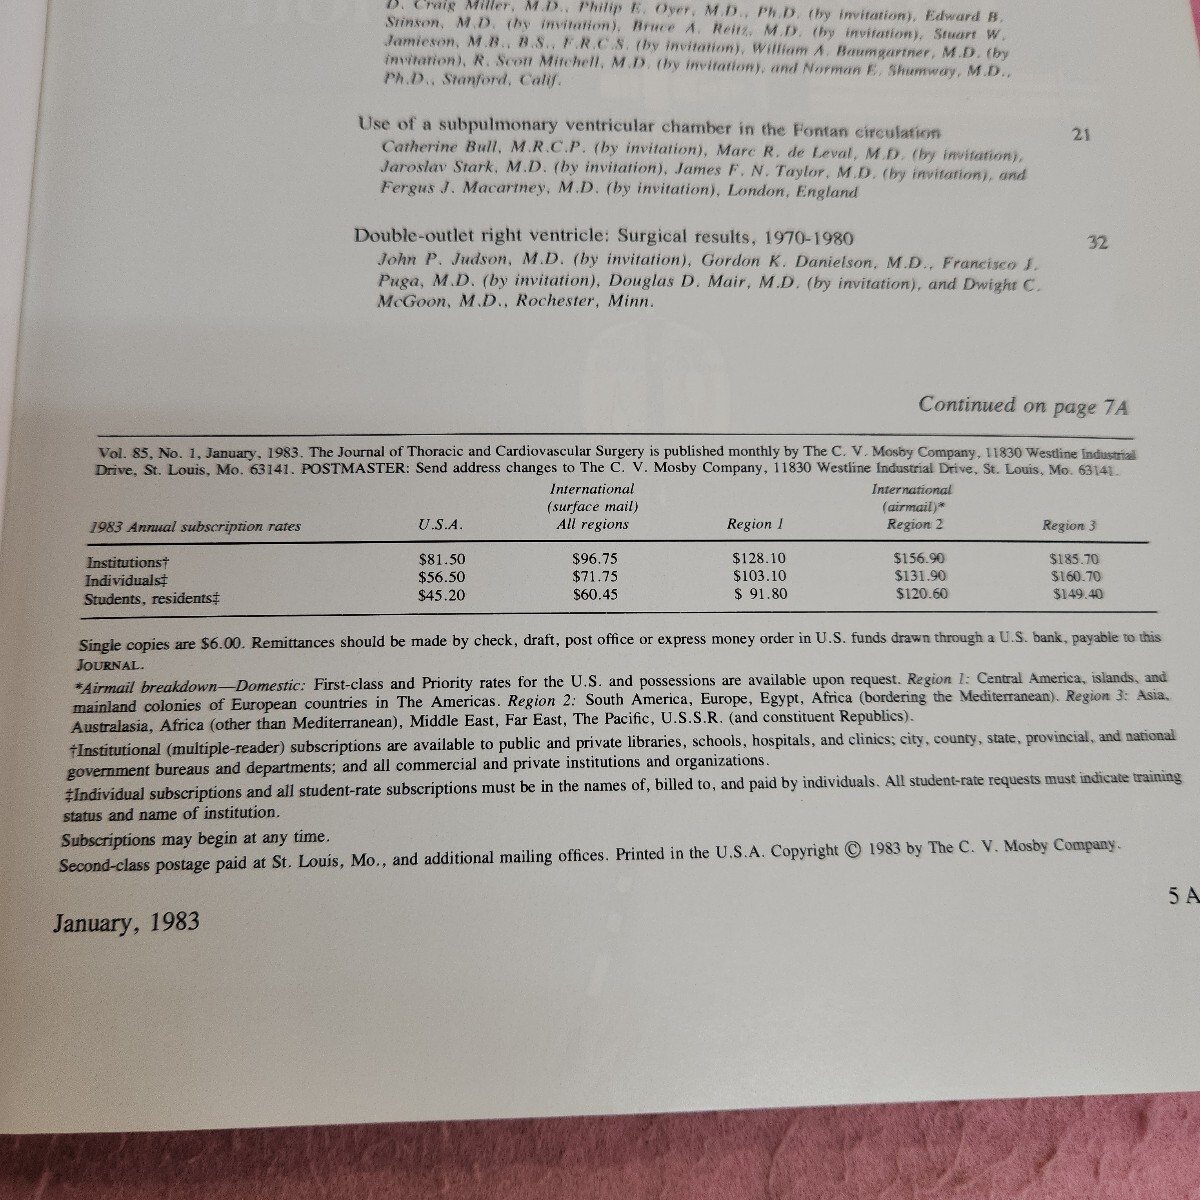 D. Craig Miller, M.D., Philip E. Oyer, M.D., Ph.D. (by invitation), Edward B.
Stinson, M.D. (by invitation), Bruce A. Reitz, M.D. (by invitation), Stuart W.
Jamieson, M.B., B.S., F.R.C.S. (by invitation), William A. Baumgartner, M.D. (by
invitation), R. Scott Mitchell, M.D. (by invitation), and Norman E. Shumway, M.D.,
Ph.D., Stanford, Calif.
Use of a subpulmonary ventricular chamber in the Fontan circulation 21
Catherine Bull, M.R.C.P. (by invitation), Marc R. de Leval, M.D. (by invitation),
Jaroslav Stark, M.D. (by invitation), James F. N. Taylor, M.D. (by invitation), and
Fergus J. Macartney, M.D. (by invitation), London, England
Double-outlet right ventricle: Surgical results, 1970-1980 32
John P. Judson, M.D. (by invitation), Gordon K. Danielson, M.D., Francisco J.
Puga, M.D. (by invitation), Douglas D. Mair, M.D. (by invitation), and Dwight C.
McGoon, M.D., Rochester, Minn.
Continued on page 7A
Vol. 85, No. 1, January, 1983. The Journal of Thoracic and Cardiovascular Surgery is published monthly by The C. V. Mosby Company, 11830 Westline Industrial
Drive, St. Louis, Mo. 63141. POSTMASTER: Send address changes to The C. V. Mosby Company, 11830 Westline Industrial Drive, St. Louis, Mo. 63141.
International International
(surface mail) (airmail)*
1983 Annual subscription rates U.S.A. All regions Region 1 Region 2 Region 3
Institutions† $81.50 $96.75 $128.10 $156.90 $185.70
Individuals‡ $56.50 $71.75 $103.10 $131.90 $160.70
Students, residents‡ $45.20 $60.45 $ 91.80 $120.60 $149.40
Single copies are $6.00. Remittances should be made by check, draft, post office or express money order in U.S. funds drawn through a U.S. bank, payable to this
JOURNAL.
*Airmail breakdown—Domestic: First-class and Priority rates for the U.S. and possessions are available upon request. Region 1: Central America, islands, and
mainland colonies of European countries in The Americas. Region 2: South America, Europe, Egypt, Africa (bordering the Mediterranean). Region 3: Asia,
Australasia, Africa (other than Mediterranean), Middle East, Far East, The Pacific, U.S.S.R. (and constituent Republics).
†Institutional (multiple-reader) subscriptions are available to public and private libraries, schools, hospitals, and clinics; city, county, state, provincial, and national
government bureaus and departments; and all commercial and private institutions and organizations.
‡Individual subscriptions and all student-rate subscriptions must be in the names of, billed to, and paid by individuals. All student-rate requests must indicate training
status and name of institution.
Subscriptions may begin at any time.
Second-class postage paid at St. Louis, Mo., and additional mailing offices. Printed in the U.S.A. Copyright © 1983 by The C. V. Mosby Company.
5 A
January, 1983